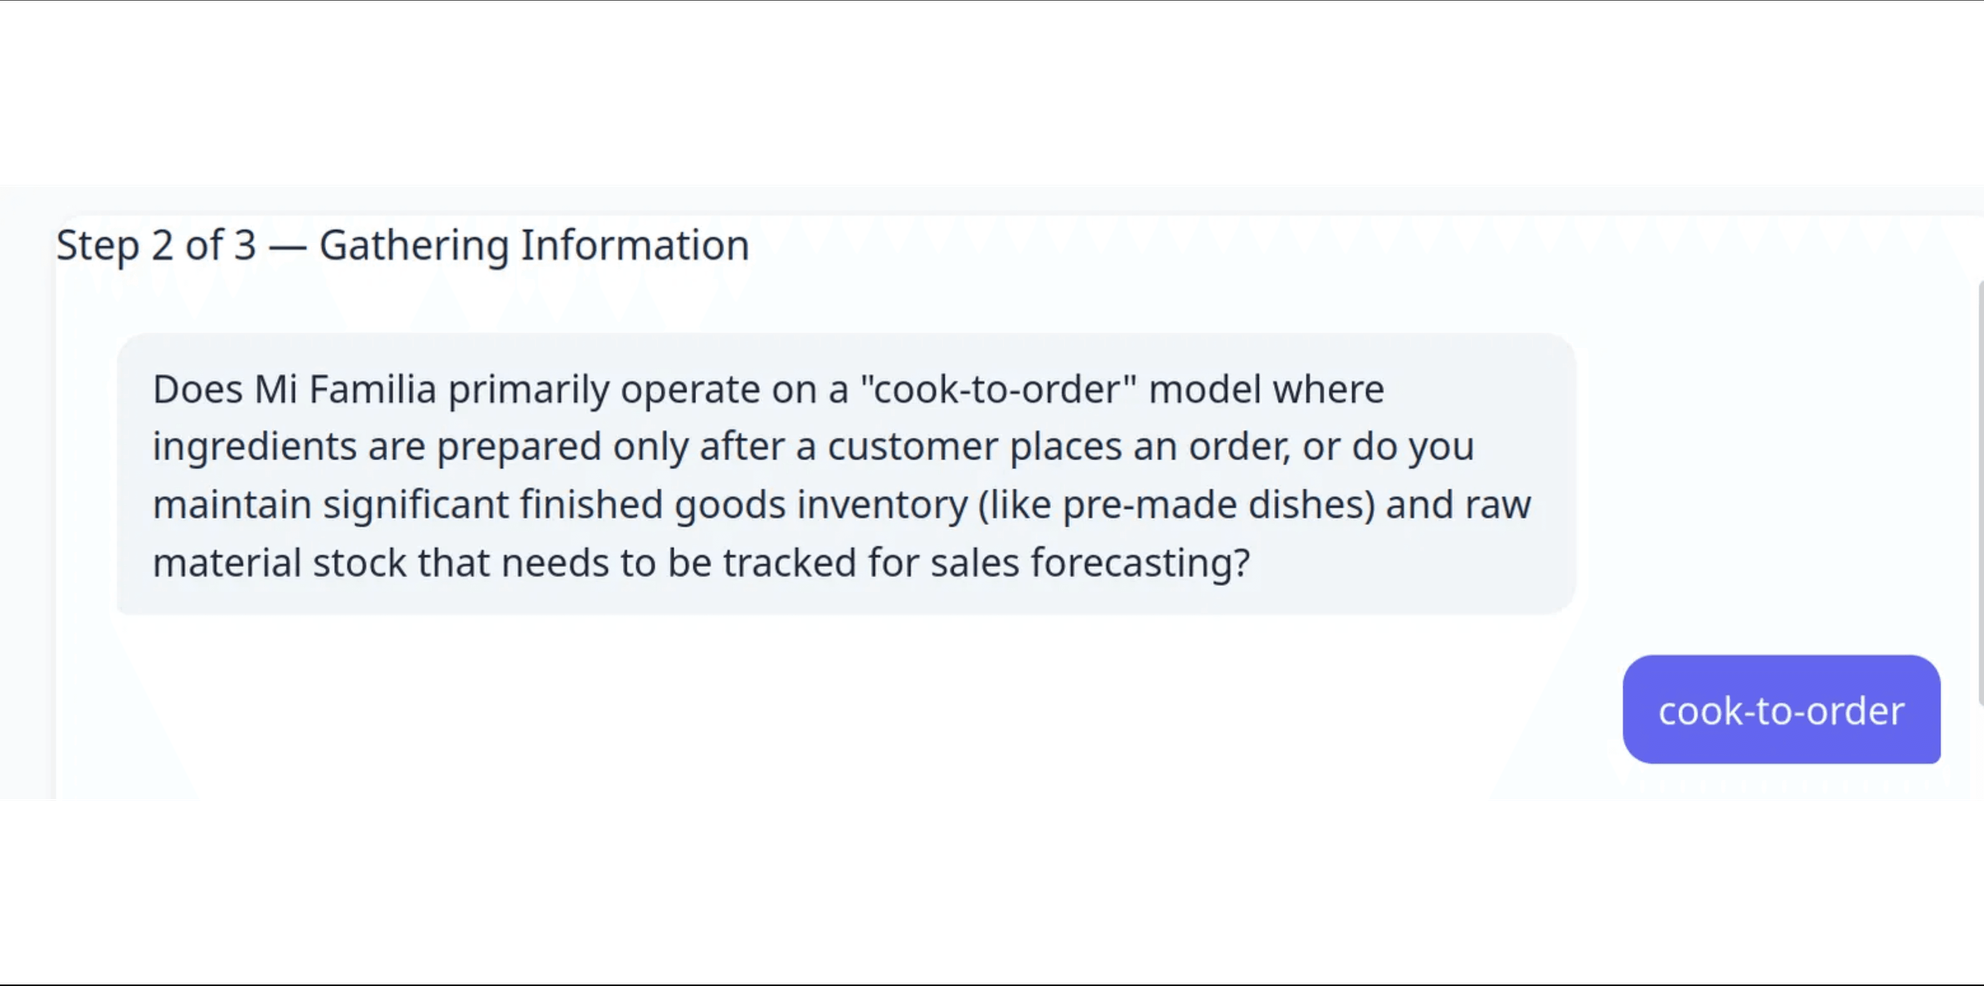 Step 2 of 3 — Gathering Information
Does Mi Familia primarily operate on a "cook-to-order" model where
ingredients are prepared only after a customer places an order, or do you
maintain significant finished goods inventory (like pre-made dishes) and raw
material stock that needs to be tracked for sales forecasting?
cook-to-order